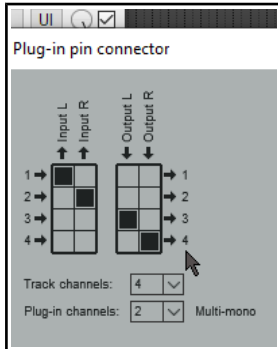 UI
Plug-in pin connector
Input L
Input R
Output L
Output R
1
1
2
2
3
3
4
4
Track channels: 4
Plug-in channels: 2 Multi-mono